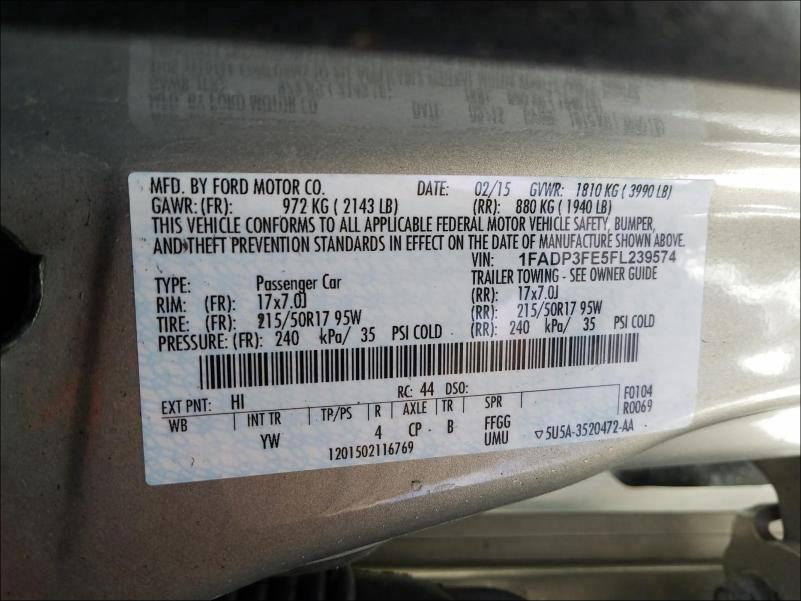 MFD. BY FORD MOTOR CO. DATE: 02/15 GVWR: 1810 KG ( 3990 LB)
GAWR: (FR): 972 KG ( 2143 LB) (RR): 880 KG ( 1940 LB)
THIS VEHICLE CONFORMS TO ALL APPLICABLE FEDERAL MOTOR VEHICLE SAFETY, BUMPER,
AND THEFT PREVENTION STANDARDS IN EFFECT ON THE DATE OF MANUFACTURE SHOWN ABOVE.
VIN: 1FADP3FE5FL239574
TYPE: Passenger Car TRAILER TOWING - SEE OWNER GUIDE
RIM: (FR): 17x7.0J (RR): 17x7.0J
TIRE: (FR): 215/50R17 95W (RR): 215/50R17 95W
PRESSURE: (FR): 240 kPa/ 35 PSI COLD (RR): 240 kPa/ 35 PSI COLD
EXT PNT: HI RC: 44 DSO: F0104
R0069
WB INT TR TP/PS R AXLE TR SPR
YW 4 CP B FFGG
UMU ▽5U5A-3520472-AA
1201502116769